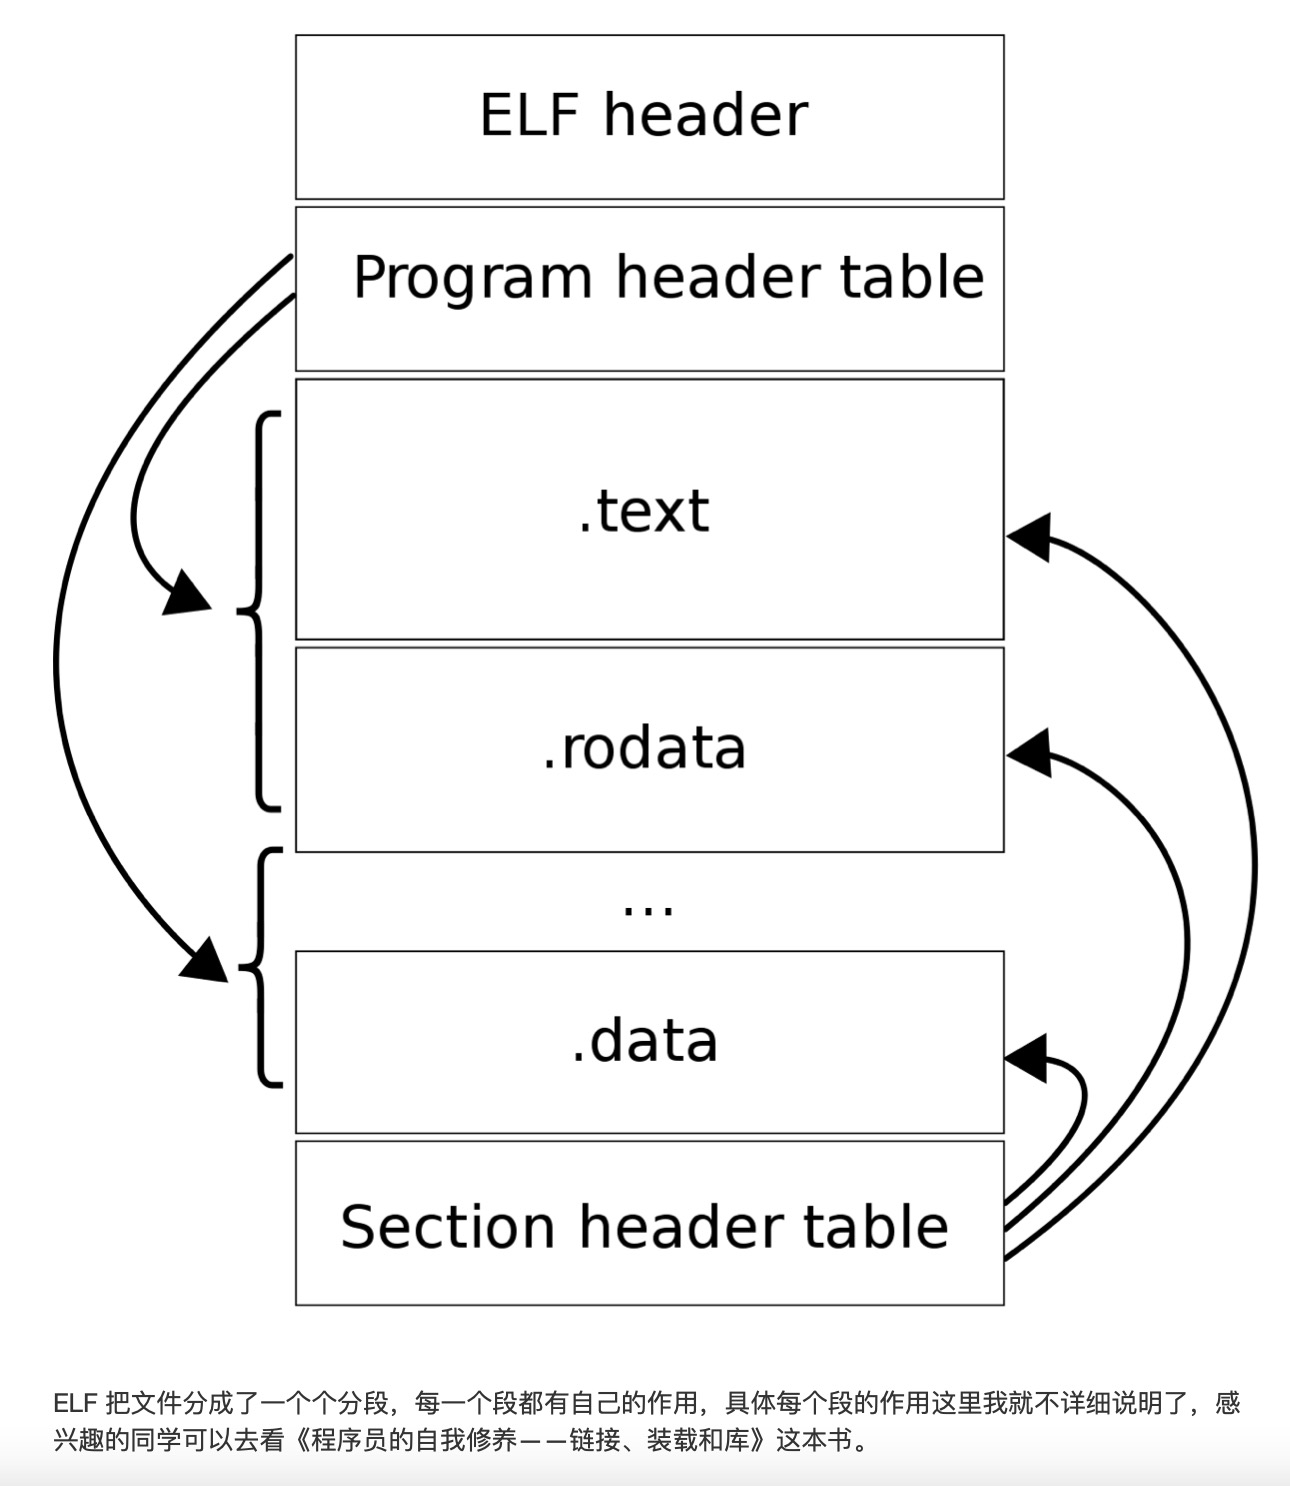 ELF header
Program header table
.text
.rodata
...
.data
Section header table
ELF 把文件分成了一个个分段，每一个段都有自己的作用，具体每个段的作用这里我就不详细说明了，感
兴趣的同学可以去看《程序员的自我修养——链接、装载和库》这本书。